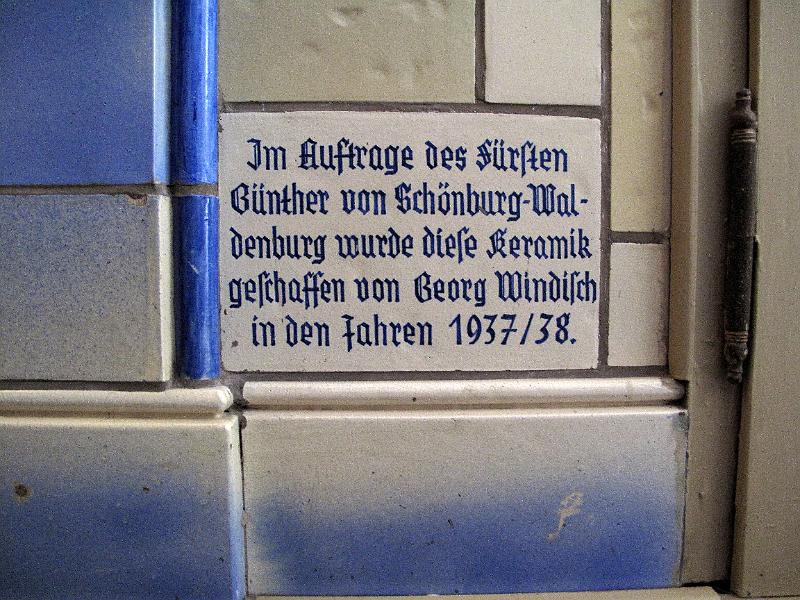 Im Auftrage des Fürſten
Günther von Schönburg-Wal-
denburg wurde dieſe Keramik
geſchaffen von Georg Windiſch
in den Jahren 1937/38.